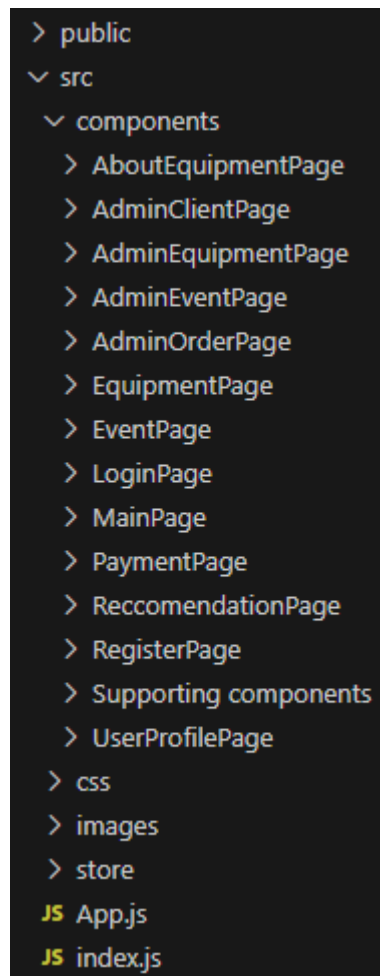 public
src
components
AboutEquipmentPage
AdminClientPage
AdminEquipmentPage
AdminEventPage
AdminOrderPage
EquipmentPage
EventPage
LoginPage
MainPage
PaymentPage
ReccomendationPage
RegisterPage
Supporting components
UserProfilePage
css
images
store
JS App.js
JS index.js